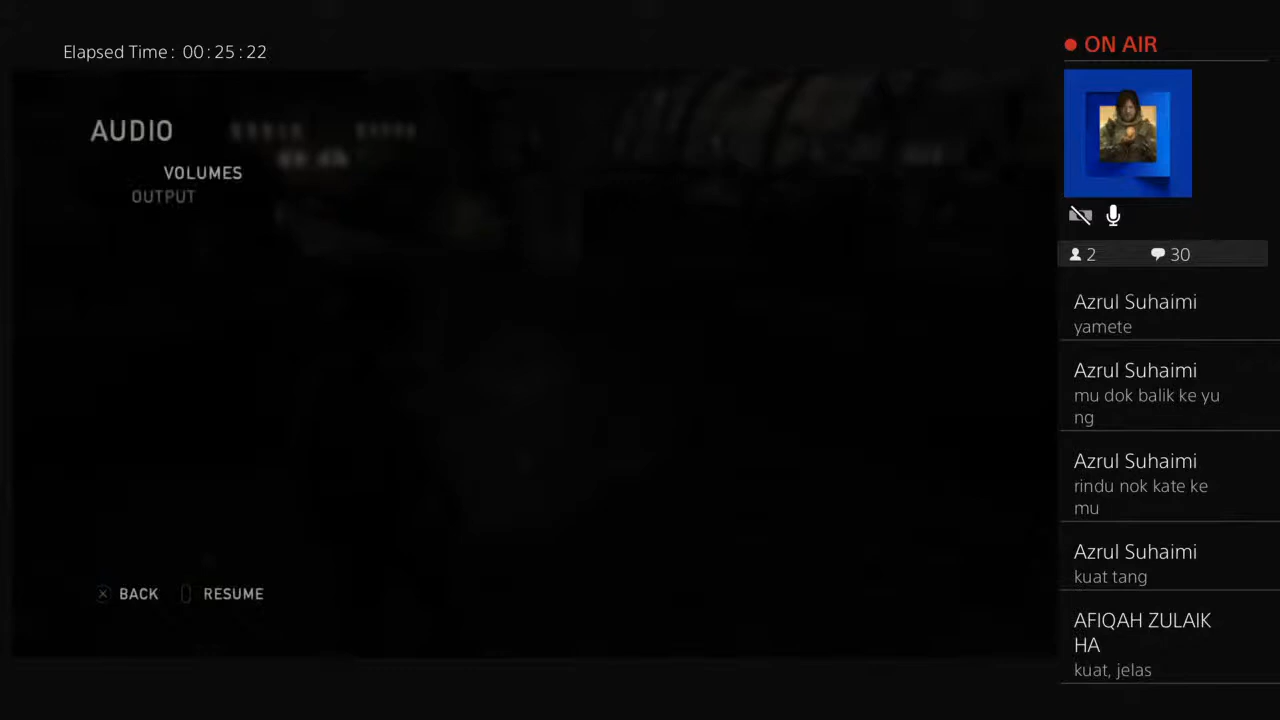 Elapsed Time: 00:25:22
ON AIR
AUDIO
VOLUMES
OUTPUT
2 30
Azrul Suhaimi
yamete
Azrul Suhaimi
mu dok balik ke yu
ng
Azrul Suhaimi
rindu nok kate ke
mu
Azrul Suhaimi
kuat tang
AFIQAH ZULAIK
HA
kuat, jelas
BACK RESUME